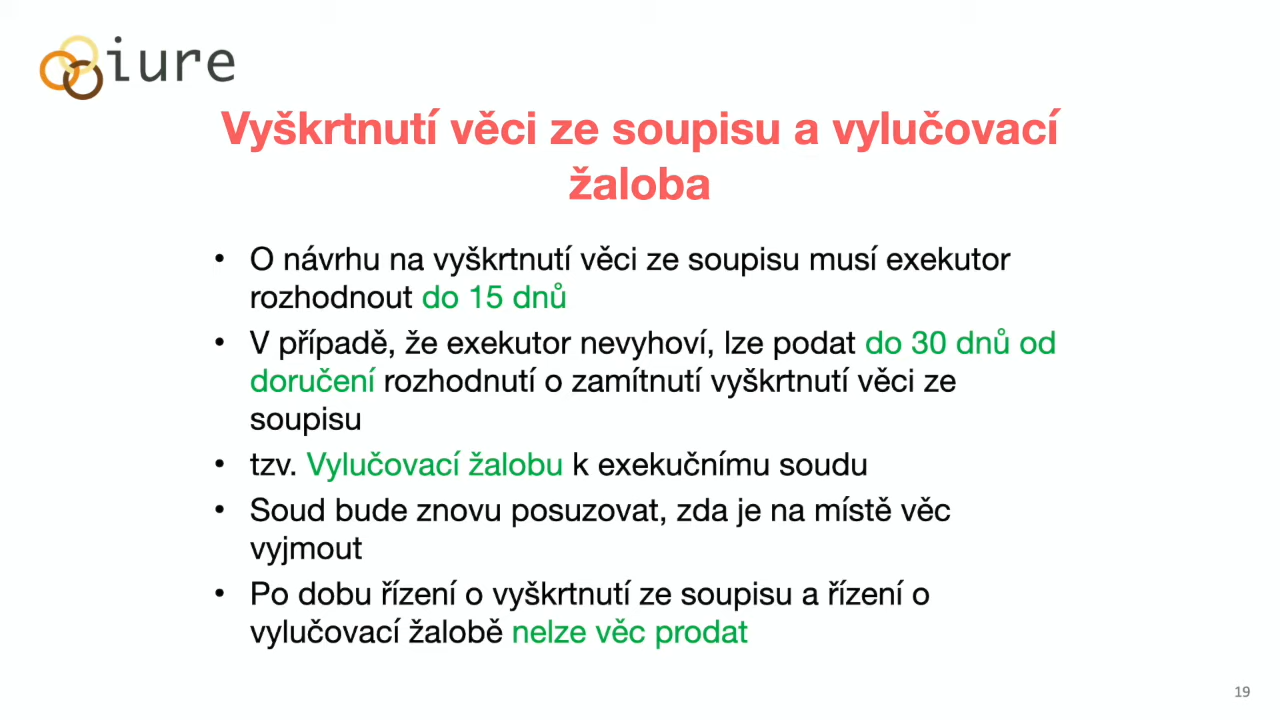 iure
Vyškrtnutí věci ze soupisu a vylučovací
žaloba
• O návrhu na vyškrtnutí věci ze soupisu musí exekutor
rozhodnout do 15 dnů
• V případě, že exekutor nevyhoví, lze podat do 30 dnů od
doručení rozhodnutí o zamítnutí vyškrtnutí věci ze
soupisu
• tzv. Vylučovací žalobu k exekučnímu soudu
• Soud bude znovu posuzovat, zda je na místě věc
vyjmout
• Po dobu řízení o vyškrtnutí ze soupisu a řízení o
vylučovací žalobě nelze věc prodat
19